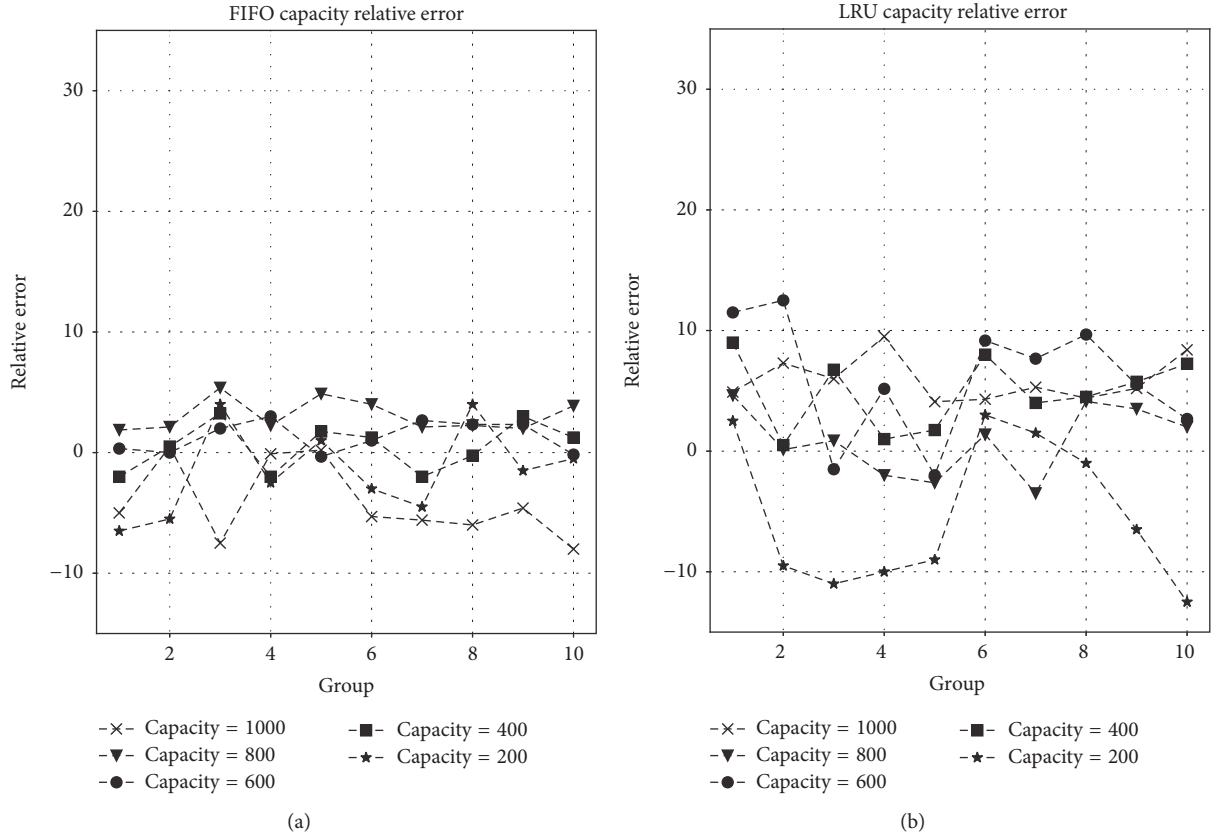 FIFO capacity relative error
30
20
10
0
−10
Relative error
2 4 6 8 10
Group
Capacity = 1000
Capacity = 800
Capacity = 600
Capacity = 400
Capacity = 200
(a)
LRU capacity relative error
30
20
10
0
−10
Relative error
2 4 6 8 10
Group
Capacity = 1000
Capacity = 800
Capacity = 600
Capacity = 400
Capacity = 200
(b)